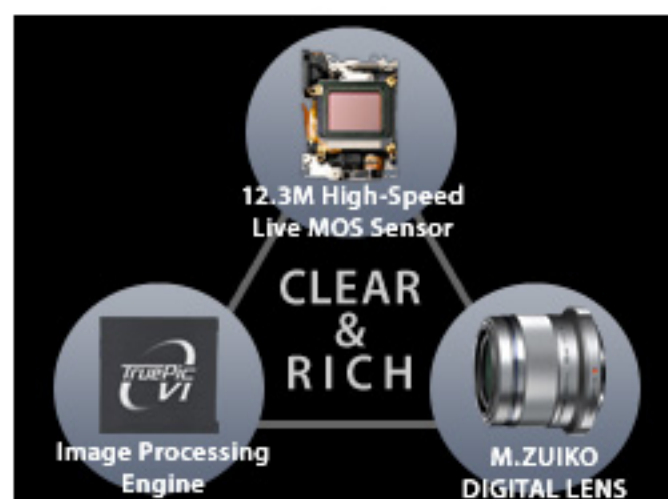 12.3M High-Speed
Live MOS Sensor
CLEAR
&
RICH
TruePic
VI
Image Processing
Engine
M.ZUIKO
DIGITAL LENS